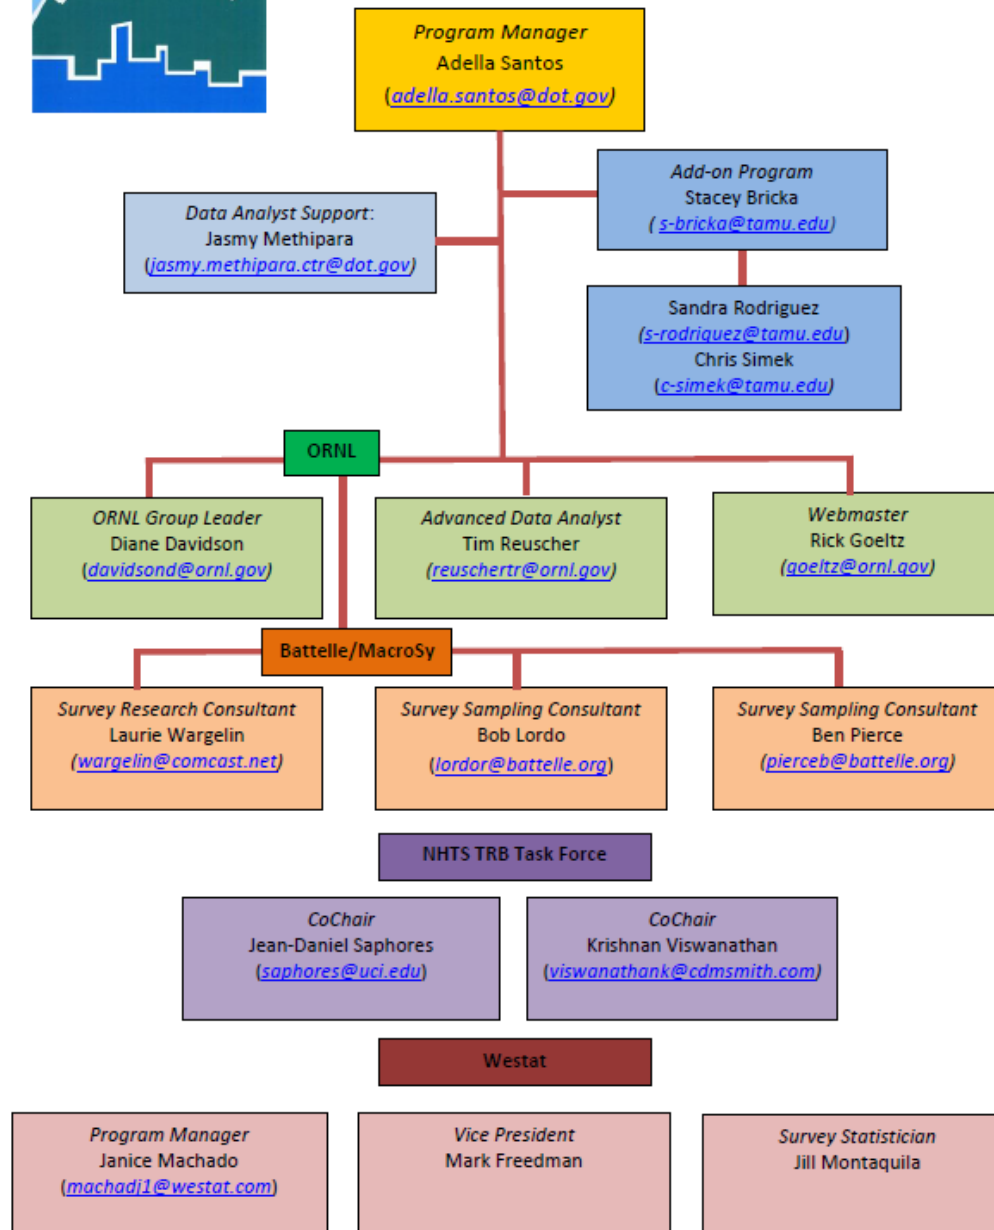 Program Manager
Adella Santos
(adella.santos@dot.gov)
Add-on Program
Stacey Bricka
( s-bricka@tamu.edu)
Data Analyst Support:
Jasmy Methipara
(jasmy.methipara.ctr@dot.gov)
Sandra Rodriguez
(s-rodriquez@tamu.edu)
Chris Simek
(c-simek@tamu.edu)
ORNL
ORNL Group Leader
Diane Davidson
(davidsond@ornl.gov)
Advanced Data Analyst
Tim Reuscher
(reuschertr@ornl.gov)
Webmaster
Rick Goeltz
(goeltz@ornl.gov)
Battelle/MacroSy
Survey Research Consultant
Laurie Wargelin
(wargelin@comcast.net)
Survey Sampling Consultant
Bob Lordo
(lordor@battelle.org)
Survey Sampling Consultant
Ben Pierce
(pierceb@battelle.org)
NHTS TRB Task Force
CoChair
Jean-Daniel Saphores
(saphores@uci.edu)
CoChair
Krishnan Viswanathan
(viswanathank@cdmsmith.com)
Westat
Program Manager
Janice Machado
(machadj1@westat.com)
Vice President
Mark Freedman
Survey Statistician
Jill Montaquila